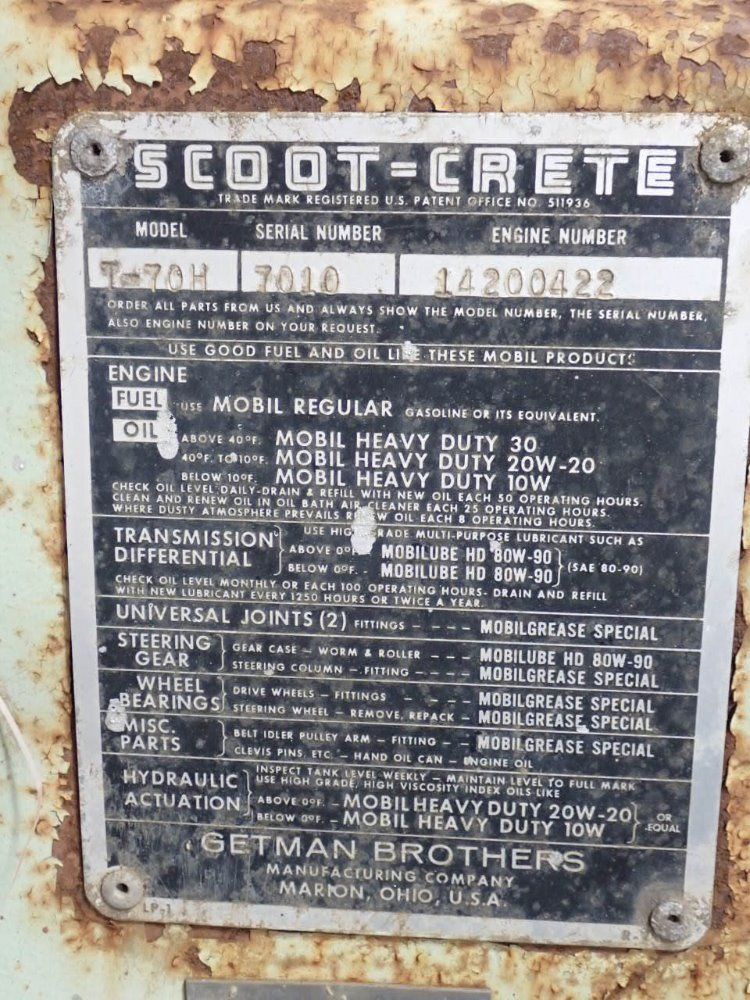 SCOOT-CRETE
TRADE MARK REGISTERED U.S. PATENT OFFICE NO. 511936
MODEL SERIAL NUMBER ENGINE NUMBER
T-70H 7010 14200422
ORDER ALL PARTS FROM US AND ALWAYS SHOW THE MODEL NUMBER, THE SERIAL NUMBER,
ALSO ENGINE NUMBER ON YOUR REQUEST.
USE GOOD FUEL AND OIL LIKE THESE MOBIL PRODUCTS
ENGINE
FUEL USE MOBIL REGULAR GASOLINE OR ITS EQUIVALENT.
OIL ABOVE 40°F. MOBIL HEAVY DUTY 30
40°F. TO 10°F. MOBIL HEAVY DUTY 20W-20
BELOW 10°F. MOBIL HEAVY DUTY 10W
CHECK OIL LEVEL DAILY-DRAIN & REFILL WITH NEW OIL EACH 50 OPERATING HOURS.
CLEAN AND RENEW OIL IN OIL BATH AIR CLEANER EACH 25 OPERATING HOURS.
WHERE DUSTY ATMOSPHERE PREVAILS RENEW OIL EACH 8 OPERATING HOURS.
USE HIGH GRADE MULTI-PURPOSE LUBRICANT SUCH AS
TRANSMISSION ABOVE 0°F. - MOBILUBE HD 80W-90
DIFFERENTIAL BELOW 0°F. - MOBILUBE HD 80W-90 (SAE 80-90)
CHECK OIL LEVEL MONTHLY OR EACH 100 OPERATING HOURS- DRAIN AND REFILL
WITH NEW LUBRICANT EVERY 1250 HOURS OR TWICE A YEAR.
UNIVERSAL JOINTS (2) FITTINGS - - - - MOBILGREASE SPECIAL
STEERING GEAR CASE - WORM & ROLLER - - - MOBILUBE HD 80W-90
GEAR STEERING COLUMN - FITTING - - - MOBILGREASE SPECIAL
WHEEL DRIVE WHEELS - FITTINGS - - - - MOBILGREASE SPECIAL
BEARINGS STEERING WHEEL - REMOVE, REPACK - MOBILGREASE SPECIAL
MISC. BELT IDLER PULLEY ARM - FITTING - - MOBILGREASE SPECIAL
PARTS CLEVIS PINS, ETC. - HAND OIL CAN - ENGINE OIL
INSPECT TANK LEVEL WEEKLY - MAINTAIN LEVEL TO FULL MARK
HYDRAULIC USE HIGH GRADE, HIGH VISCOSITY INDEX OILS LIKE
ACTUATION ABOVE 0°F. - MOBIL HEAVY DUTY 20W-20 OR
BELOW 0°F. - MOBIL HEAVY DUTY 10W EQUAL
GETMAN BROTHERS
MANUFACTURING COMPANY
MARION, OHIO, U.S.A.
LP-1